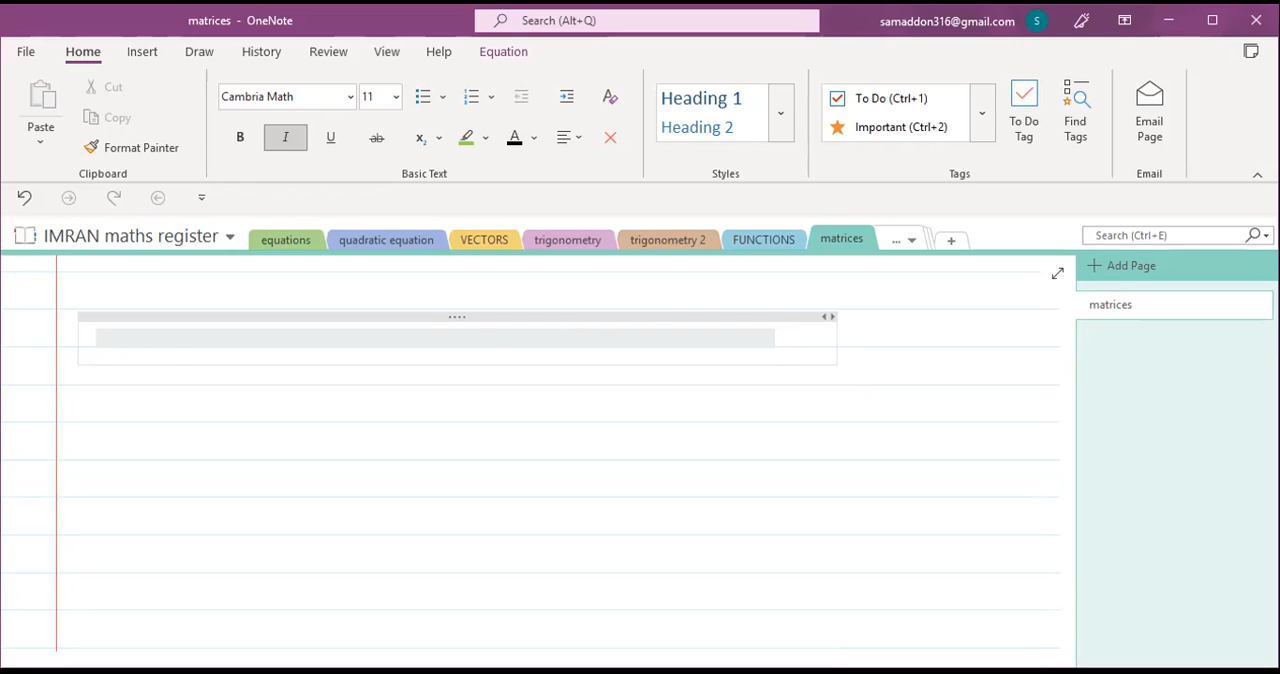 matrices - OneNote
Search (Alt+Q)
samaddon316@gmail.com
S
File
Home
Insert
Draw
History
Review
View
Help
Equation
Paste
Cut
Copy
Format Painter
Clipboard
Cambria Math
11
B
I
U
ab
x₂
A
A
Basic Text
Heading 1
Heading 2
Styles
To Do (Ctrl+1)
Important (Ctrl+2)
To Do
Tag
Find
Tags
Tags
Email
Page
Email
IMRAN maths register
equations
quadratic equation
VECTORS
trigonometry
trigonometry 2
FUNCTIONS
matrices
...
Search (Ctrl+E)
Add Page
matrices